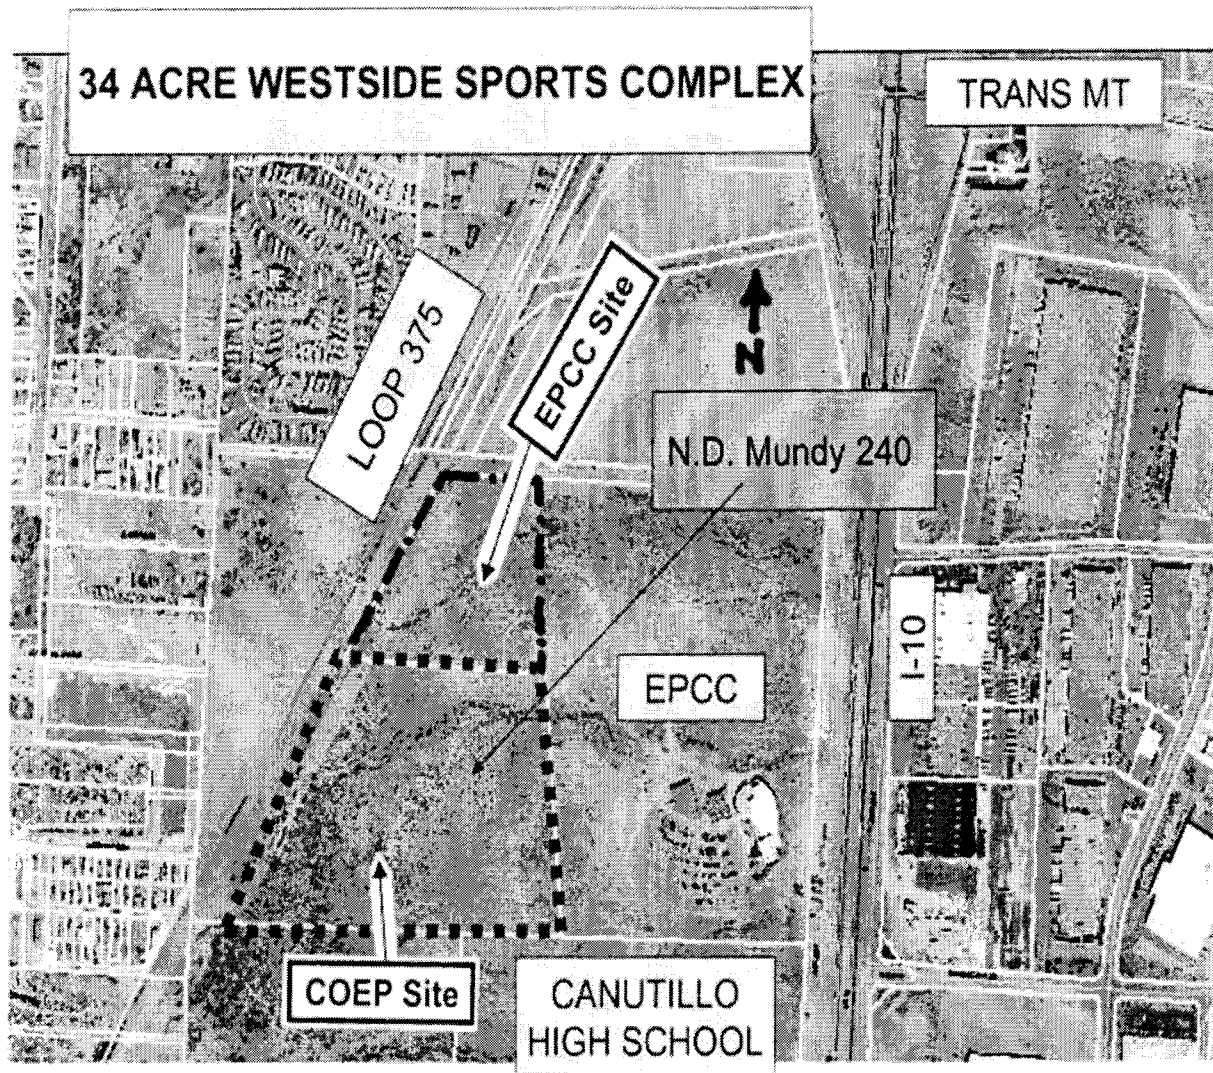 34 ACRE WESTSIDE SPORTS COMPLEX
TRANS MT
LOOP 375
EPCC Site
N
N.D. Mundy 240
I-10
EPCC
COEP Site
CANUTILLO
HIGH SCHOOL